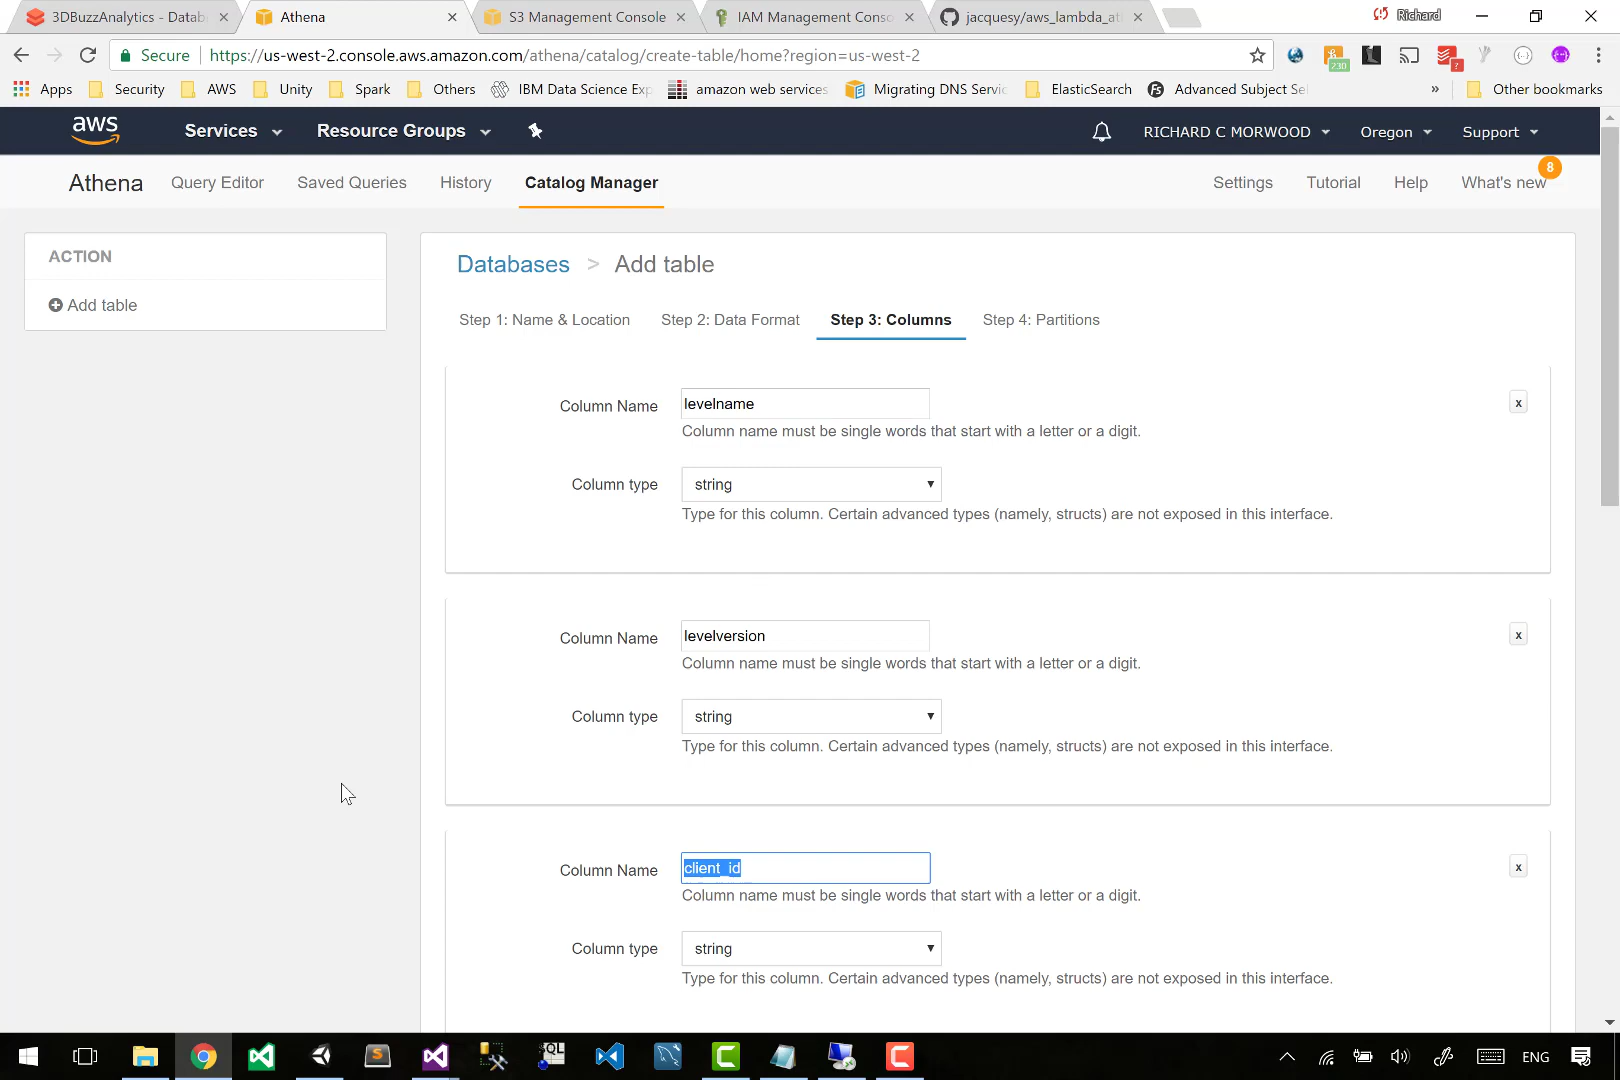 3DBuzzAnalytics - Datab
Athena
S3 Management Console
IAM Management Conso
jacquesy/aws_lambda_at
Richard
Secure
https://us-west-2.console.aws.amazon.com/athena/catalog/create-table/home?region=us-west-2
230
?
Apps
Security
AWS
Unity
Spark
Others
IBM Data Science Exp
amazon web services
Migrating DNS Servic
ElasticSearch
Advanced Subject Sel
»
Other bookmarks
aws
Services
Resource Groups
RICHARD C MORWOOD
Oregon
Support
Athena
Query Editor
Saved Queries
History
Catalog Manager
Settings
Tutorial
Help
What's new
8
ACTION
Add table
Databases > Add table
Step 1: Name & Location
Step 2: Data Format
Step 3: Columns
Step 4: Partitions
Column Name
levelname
x
Column name must be single words that start with a letter or a digit.
Column type
string
Type for this column. Certain advanced types (namely, structs) are not exposed in this interface.
Column Name
levelversion
x
Column name must be single words that start with a letter or a digit.
Column type
string
Type for this column. Certain advanced types (namely, structs) are not exposed in this interface.
Column Name
client_id
x
Column name must be single words that start with a letter or a digit.
Column type
string
Type for this column. Certain advanced types (namely, structs) are not exposed in this interface.
ENG